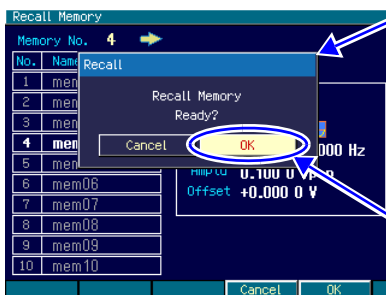 Recall Memory
Memory No. 4
No. Name
Recall
Recall Memory
Ready?
Cancel OK
1 mem
2 mem
3 mem
4 mem
5 mem
6 mem06
7 mem07
8 mem08
9 mem09
10 mem10
000 Hz
0.100 0
Offset +0.000 0 V
Cancel OK